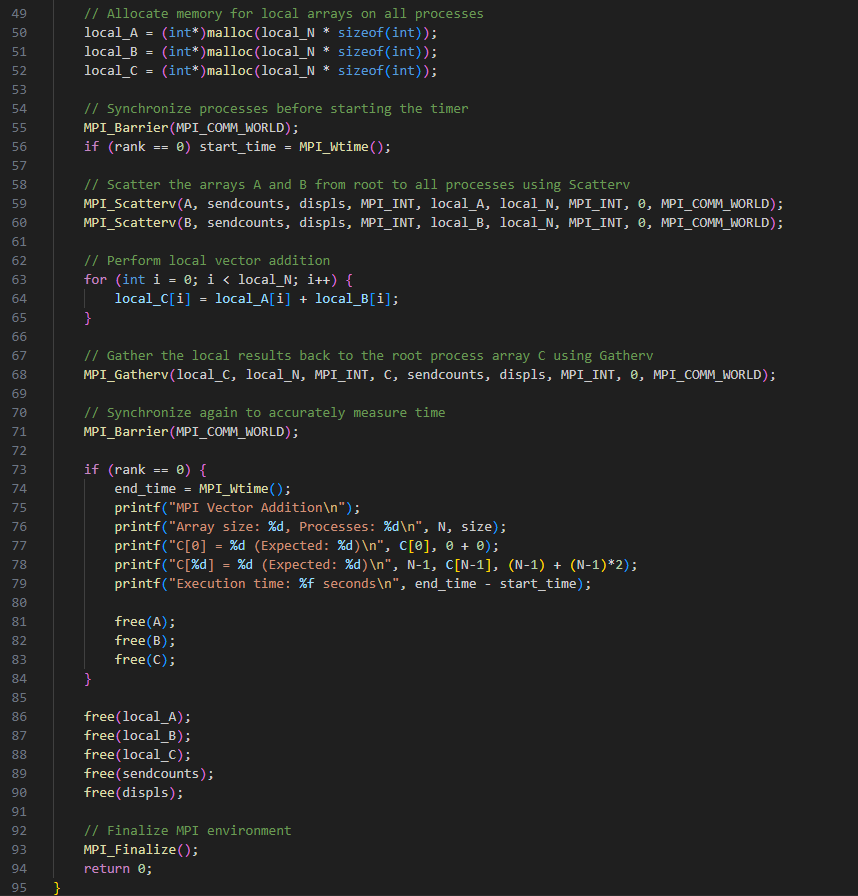 49 // Allocate memory for local arrays on all processes
50 local_A = (int*)malloc(local_N * sizeof(int));
51 local_B = (int*)malloc(local_N * sizeof(int));
52 local_C = (int*)malloc(local_N * sizeof(int));
53
54 // Synchronize processes before starting the timer
55 MPI_Barrier(MPI_COMM_WORLD);
56 if (rank == 0) start_time = MPI_Wtime();
57
58 // Scatter the arrays A and B from root to all processes using Scatterv
59 MPI_Scatterv(A, sendcounts, displs, MPI_INT, local_A, local_N, MPI_INT, 0, MPI_COMM_WORLD);
60 MPI_Scatterv(B, sendcounts, displs, MPI_INT, local_B, local_N, MPI_INT, 0, MPI_COMM_WORLD);
61
62 // Perform local vector addition
63 for (int i = 0; i < local_N; i++) {
64 local_C[i] = local_A[i] + local_B[i];
65 }
66
67 // Gather the local results back to the root process array C using Gatherv
68 MPI_Gatherv(local_C, local_N, MPI_INT, C, sendcounts, displs, MPI_INT, 0, MPI_COMM_WORLD);
69
70 // Synchronize again to accurately measure time
71 MPI_Barrier(MPI_COMM_WORLD);
72
73 if (rank == 0) {
74 end_time = MPI_Wtime();
75 printf("MPI Vector Addition\n");
76 printf("Array size: %d, Processes: %d\n", N, size);
77 printf("C[0] = %d (Expected: %d)\n", C[0], 0 + 0);
78 printf("C[%d] = %d (Expected: %d)\n", N-1, C[N-1], (N-1) + (N-1)*2);
79 printf("Execution time: %f seconds\n", end_time - start_time);
80
81 free(A);
82 free(B);
83 free(C);
84 }
85
86 free(local_A);
87 free(local_B);
88 free(local_C);
89 free(sendcounts);
90 free(displs);
91
92 // Finalize MPI environment
93 MPI_Finalize();
94 return 0;
95 }